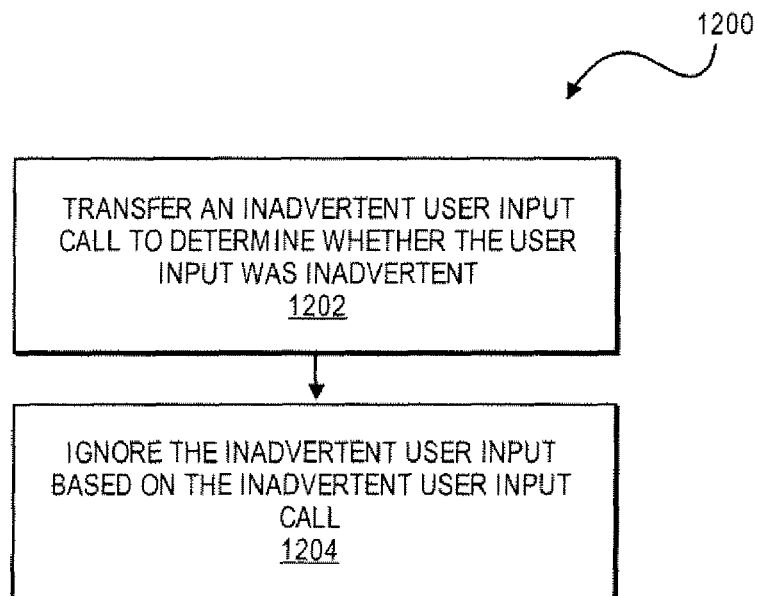 1200
TRANSFER AN INADVERTENT USER INPUT
CALL TO DETERMINE WHETHER THE USER
INPUT WAS INADVERTENT
1202
IGNORE THE INADVERTENT USER INPUT
BASED ON THE INADVERTENT USER INPUT
CALL
1204